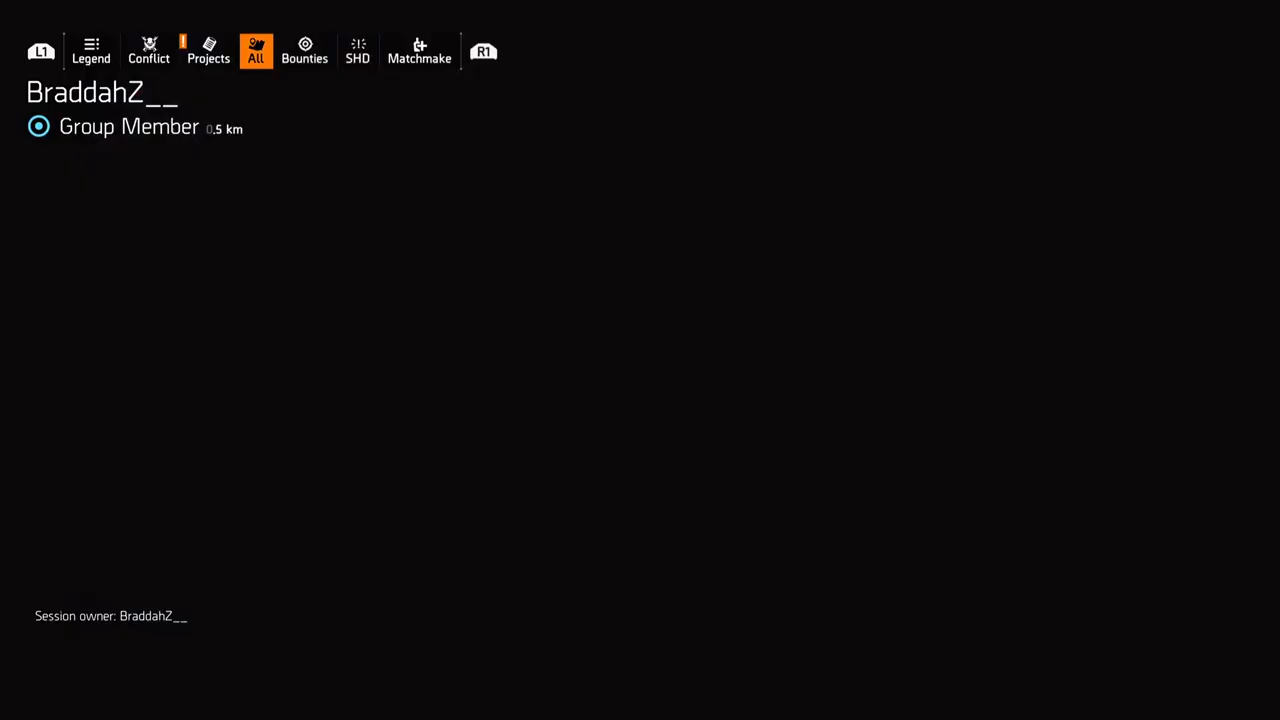 L1 Legend Conflict Projects All Bounties SHD Matchmake R1
BraddahZ__
Group Member 0.5 km
Session owner: BraddahZ__